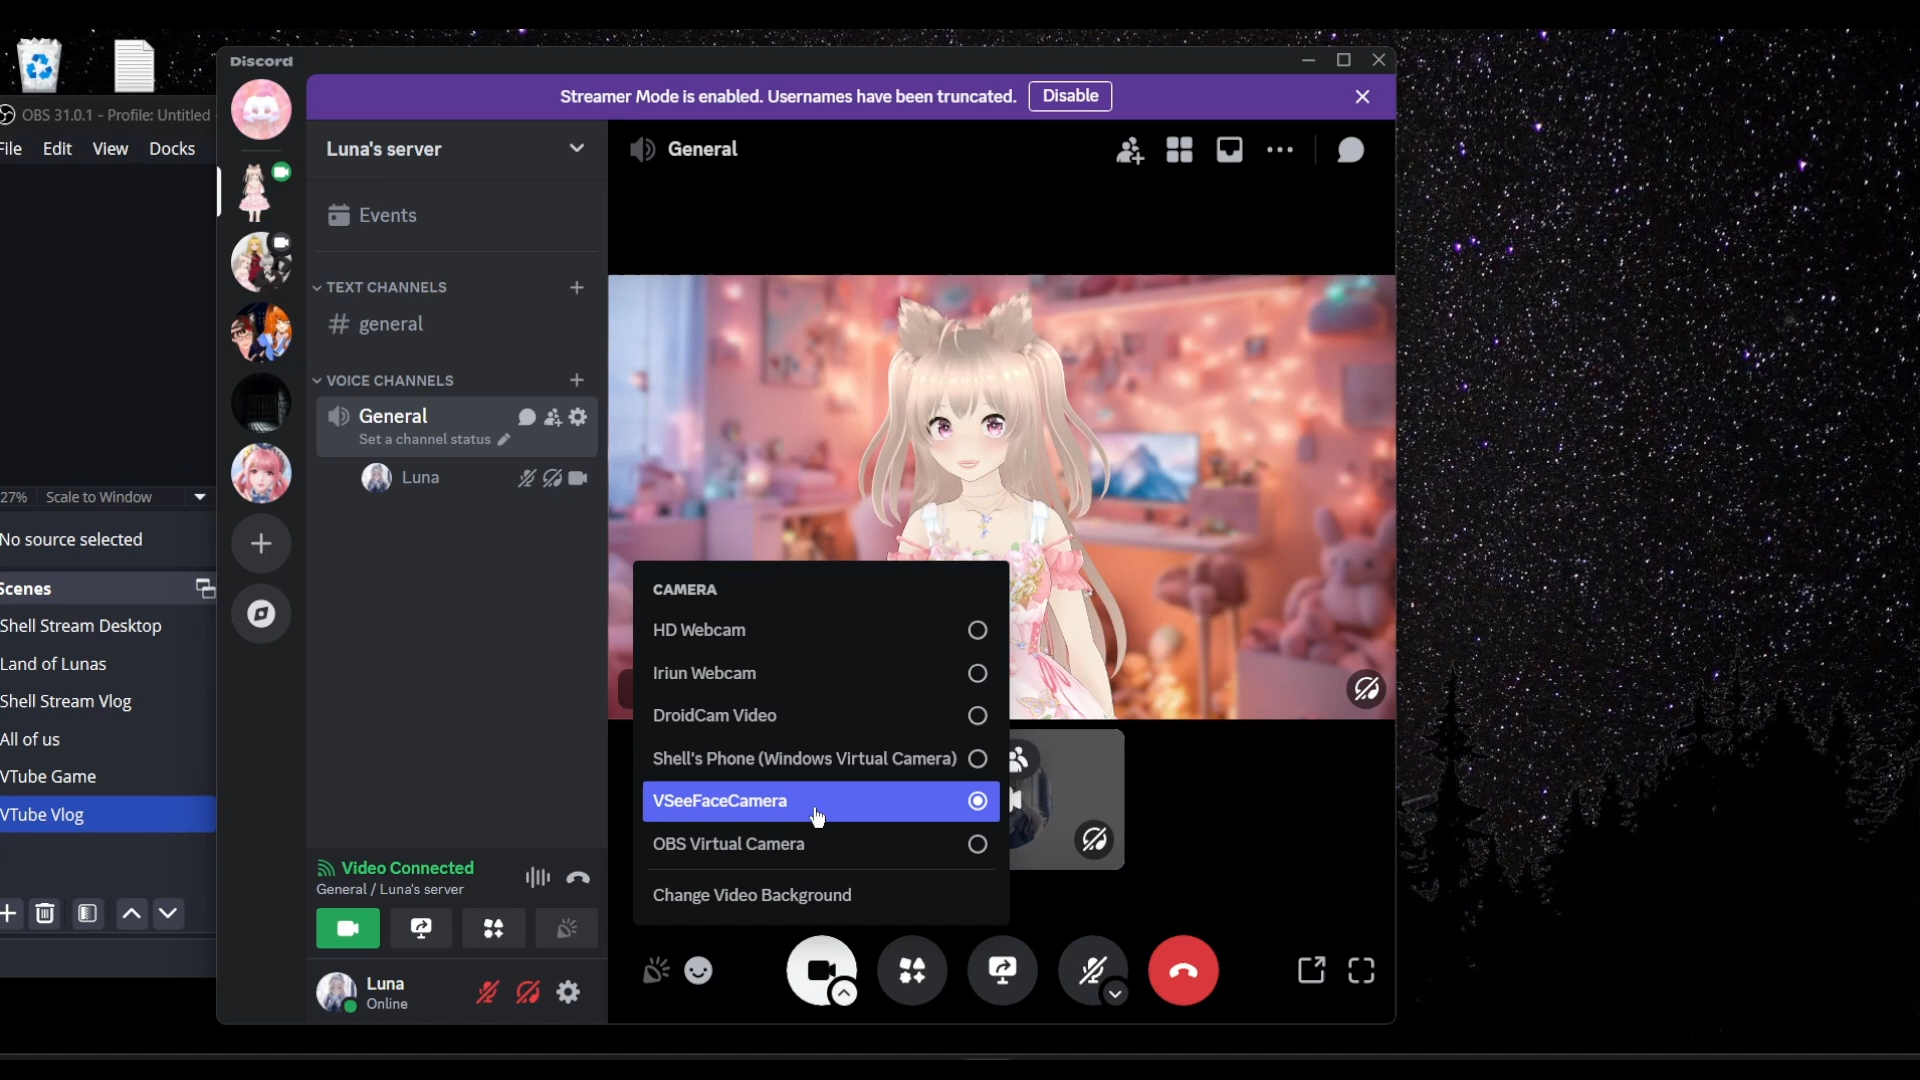 Discord
OBS 31.0.1 - Profile: Untitled -
File Edit View Docks
27% Scale to Window
No source selected
Scenes
Shell Stream Desktop
Land of Lunas
Shell Stream Vlog
All of us
VTube Game
VTube Vlog
Streamer Mode is enabled. Usernames have been truncated. Disable
Luna's server
Events
TEXT CHANNELS
# general
VOICE CHANNELS
General
Set a channel status
Luna
Video Connected
General / Luna's server
Luna
Online
General
CAMERA
HD Webcam
Iriun Webcam
DroidCam Video
Shell's Phone (Windows Virtual Camera)
VSeeFaceCamera
OBS Virtual Camera
Change Video Background